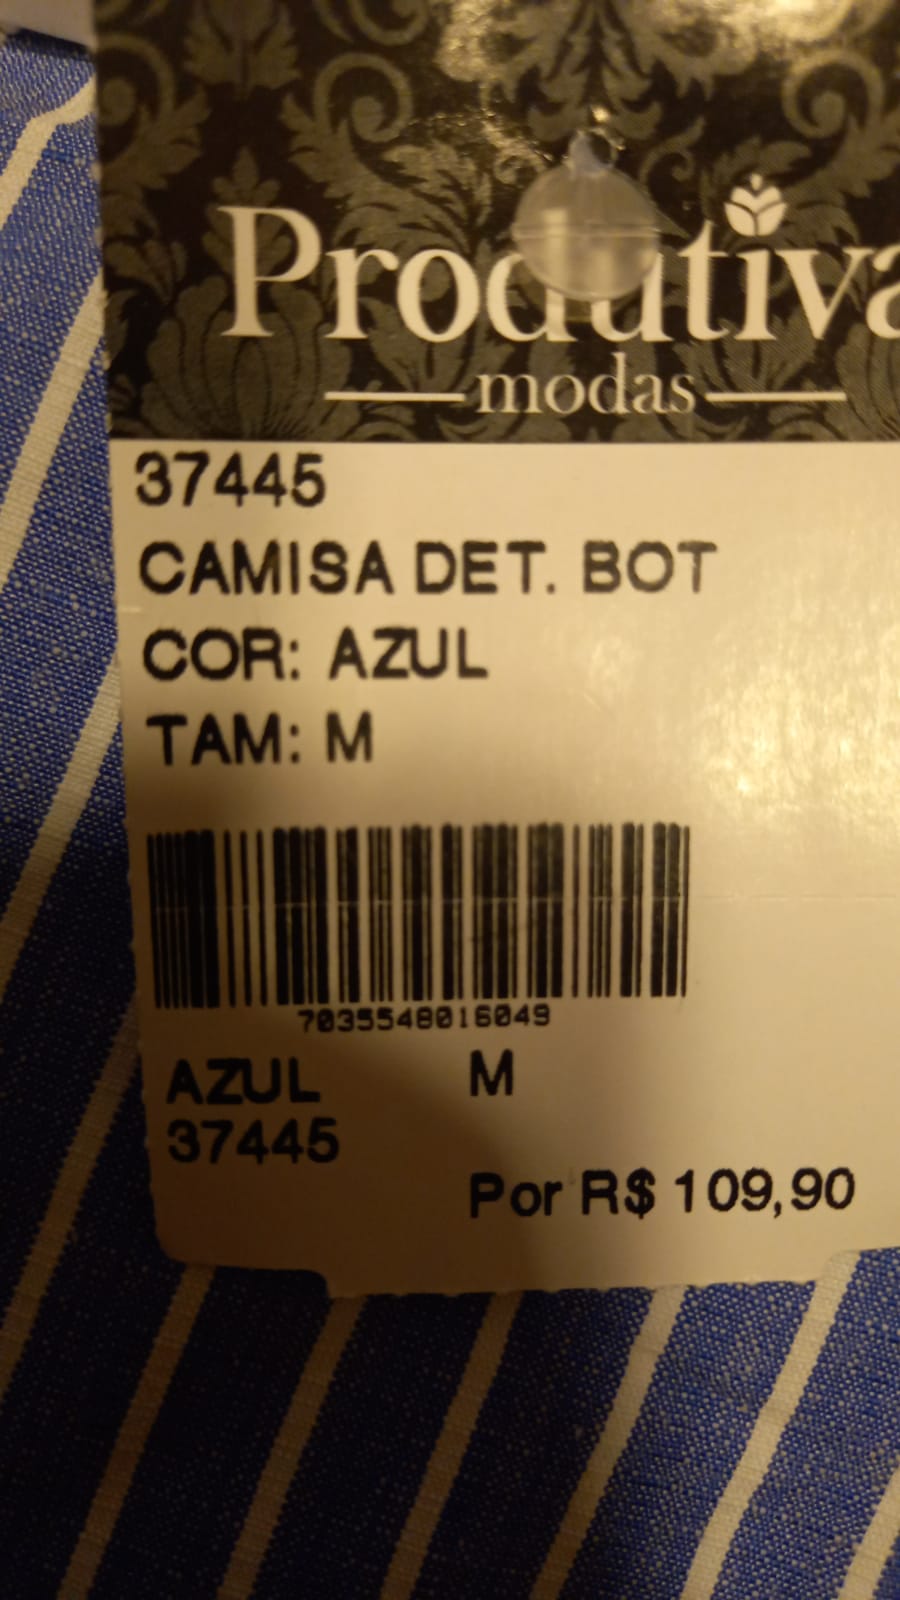 Produtiva
modas
37445
CAMISA DET. BOT
COR: AZUL
TAM: M
7035548016049
AZUL M
37445
Por R$ 109,90